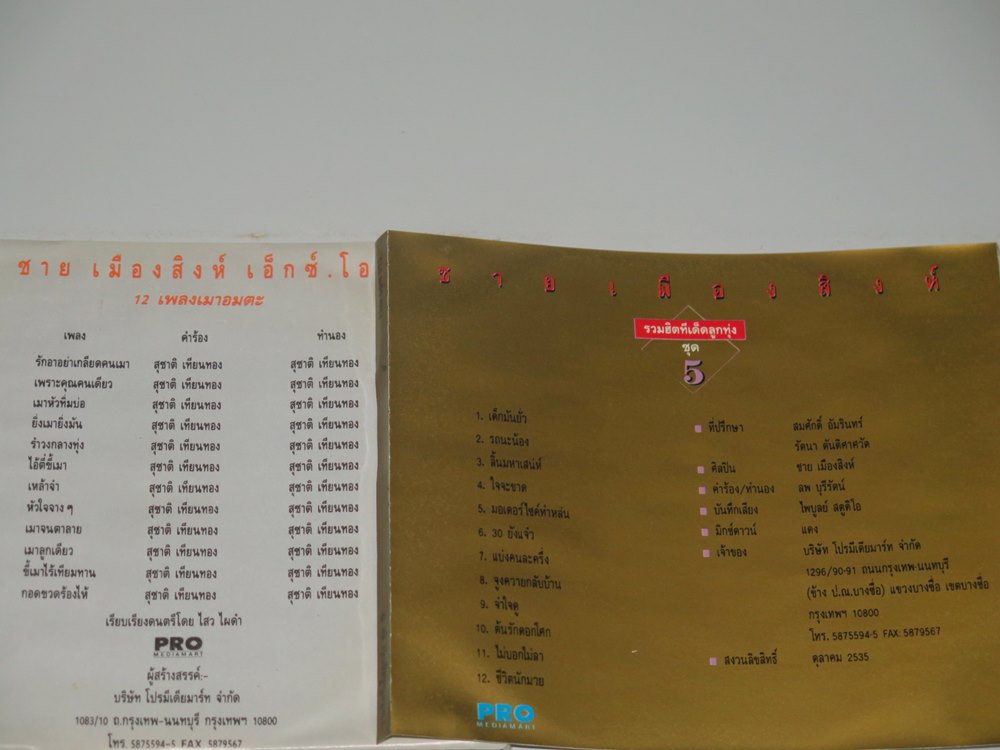 ชาย เมืองสิงห์ เอ็กซ์.โอ
12 เพลงเมาอมตะ
เพลง คำร้อง ทำนอง
รักอาอย่าเกลียดคนเมา สุชาติ เทียนทอง สุชาติ เทียนทอง
เพราะคุณคนเดียว สุชาติ เทียนทอง สุชาติ เทียนทอง
เมาหัวทิ่มบ่อ สุชาติ เทียนทอง สุชาติ เทียนทอง
ยิ่งเมายิ่งมัน สุชาติ เทียนทอง สุชาติ เทียนทอง
รำวงกลางทุ่ง สุชาติ เทียนทอง สุชาติ เทียนทอง
ไอ้ตี๋ขี้เมา สุชาติ เทียนทอง สุชาติ เทียนทอง
เหล้าจ๋า สุชาติ เทียนทอง สุชาติ เทียนทอง
หัวใจจาง ๆ สุชาติ เทียนทอง สุชาติ เทียนทอง
เมาจนตาลาย สุชาติ เทียนทอง สุชาติ เทียนทอง
เมาลูกเดียว สุชาติ เทียนทอง สุชาติ เทียนทอง
ขี้เมาไร้เทียมทาน สุชาติ เทียนทอง สุชาติ เทียนทอง
กอดขวดร้องไห้ สุชาติ เทียนทอง สุชาติ เทียนทอง
เรียบเรียงดนตรีโดย ไสว ไผดำ
PRO
MEDIAMART
ผู้สร้างสรรค์:-
บริษัท โปรมีเดียมาร์ท จำกัด
1083/10 ถ.กรุงเทพ-นนทบุรี กรุงเทพฯ 10800
โทร. 5875594-5 FAX 5879567
ชาย เมืองสิงห์
รวมฮิตทีเด็ดลูกทุ่ง
ชุด
5
1. เด็กมันยั่ว
2. รถนะน้อง
3. ลิ้นมหาเสน่ห์
4. ใจจะขาด
5. มอเตอร์ไซค์ทำหล่น
6. 30 ยังแจ๋ว
7. แบ่งคนละครึ่ง
8. จูงควายกลับบ้าน
9. จำใจดู
10. ต้นรักดอกโศก
11. ไม่บอกไม่ลา
12. ชีวิตนักมวย
PRO
MEDIAMART
ที่ปรึกษา สมศักดิ์ อัมรินทร์
รัตนา ตันติศาศวัต
ศิลปิน ชาย เมืองสิงห์
คำร้อง/ทำนอง ลพ บุรีรัตน์
บันทึกเสียง ไพบูลย์ สตูดิโอ
มิกซ์ดาวน์ แดง
เจ้าของ บริษัท โปรมีเดียมาร์ท จำกัด
1296/90-91 ถนนกรุงเทพ-นนทบุรี
(ข้าง ป.ณ.บางซื่อ) แขวงบางซื่อ เขตบางซื่อ
กรุงเทพฯ 10800
โทร. 5875594-5 FAX: 5879567
สงวนลิขสิทธิ์ ตุลาคม 2535